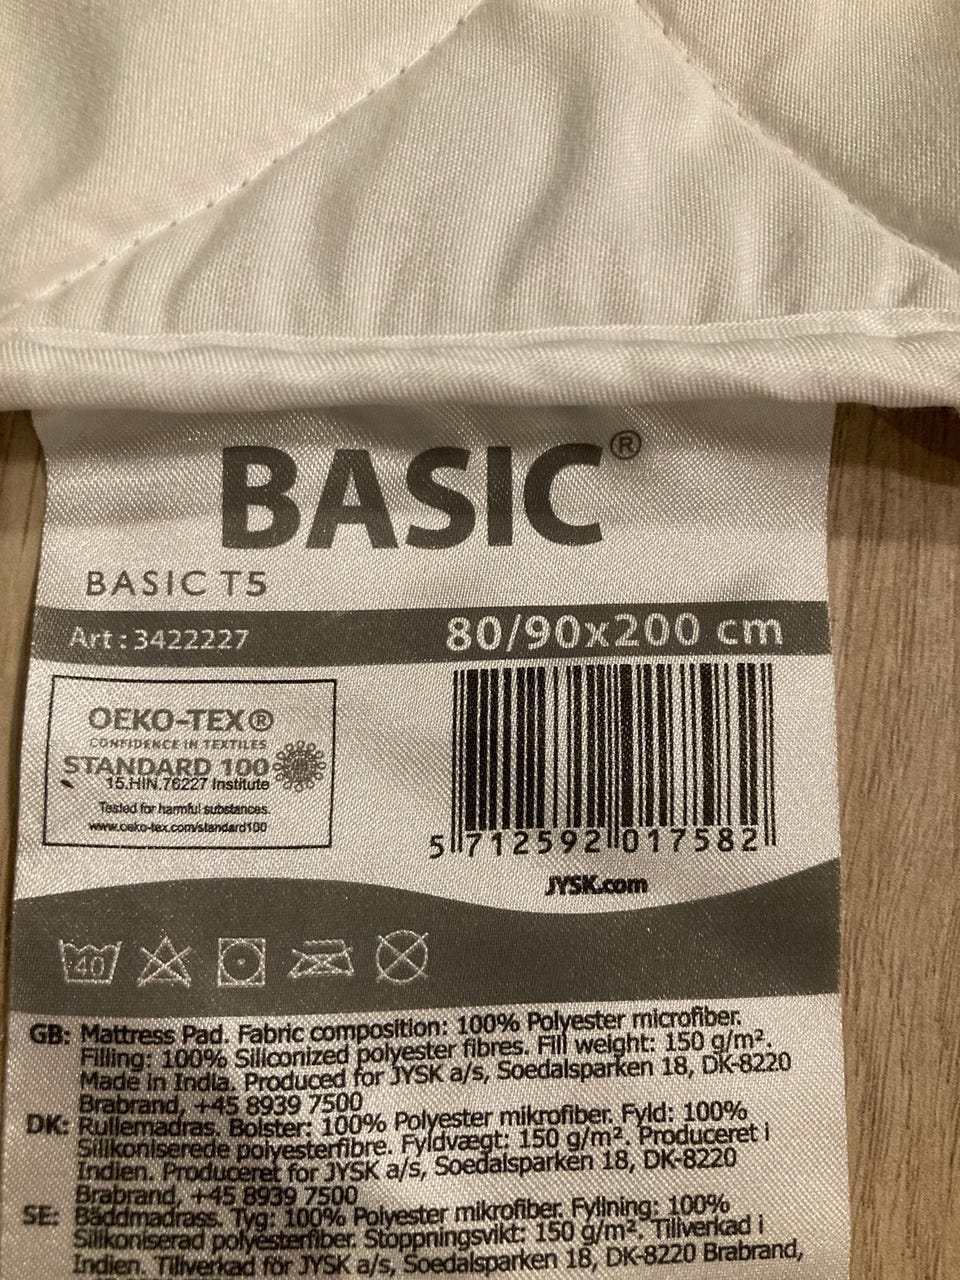 BASIC®
BASIC T5
Art: 3422227
80/90x200 cm
OEKO-TEX®
CONFIDENCE IN TEXTILES
STANDARD 100
15.HIN.76227 Institute
Tested for harmful substances.
www.oeko-tex.com/standard100
5 712592 017582
JYSK.com
40
GB: Mattress Pad. Fabric composition: 100% Polyester microfiber.
Filling: 100% Siliconized polyester fibres. Fill weight: 150 g/m².
Made in India. Produced for JYSK a/s, Soedalsparken 18, DK-8220
Brabrand, +45 8939 7500
DK: Rullemadras. Bolster: 100% Polyester mikrofiber. Fyld: 100%
Silikoniserede polyesterfibre. Fyldvægt: 150 g/m². Produceret i
Indien. Produceret for JYSK a/s, Soedalsparken 18, DK-8220
Brabrand, +45 8939 7500
SE: Bäddmadrass. Tyg: 100% Polyester mikrofiber. Fyllning: 100%
Silikoniserad polyesterfiber. Stoppningsvikt: 150 g/m². Tillverkad i
Indien. Tillverkad för JYSK a/s, Soedalsparken 18, DK-8220 Brabrand,